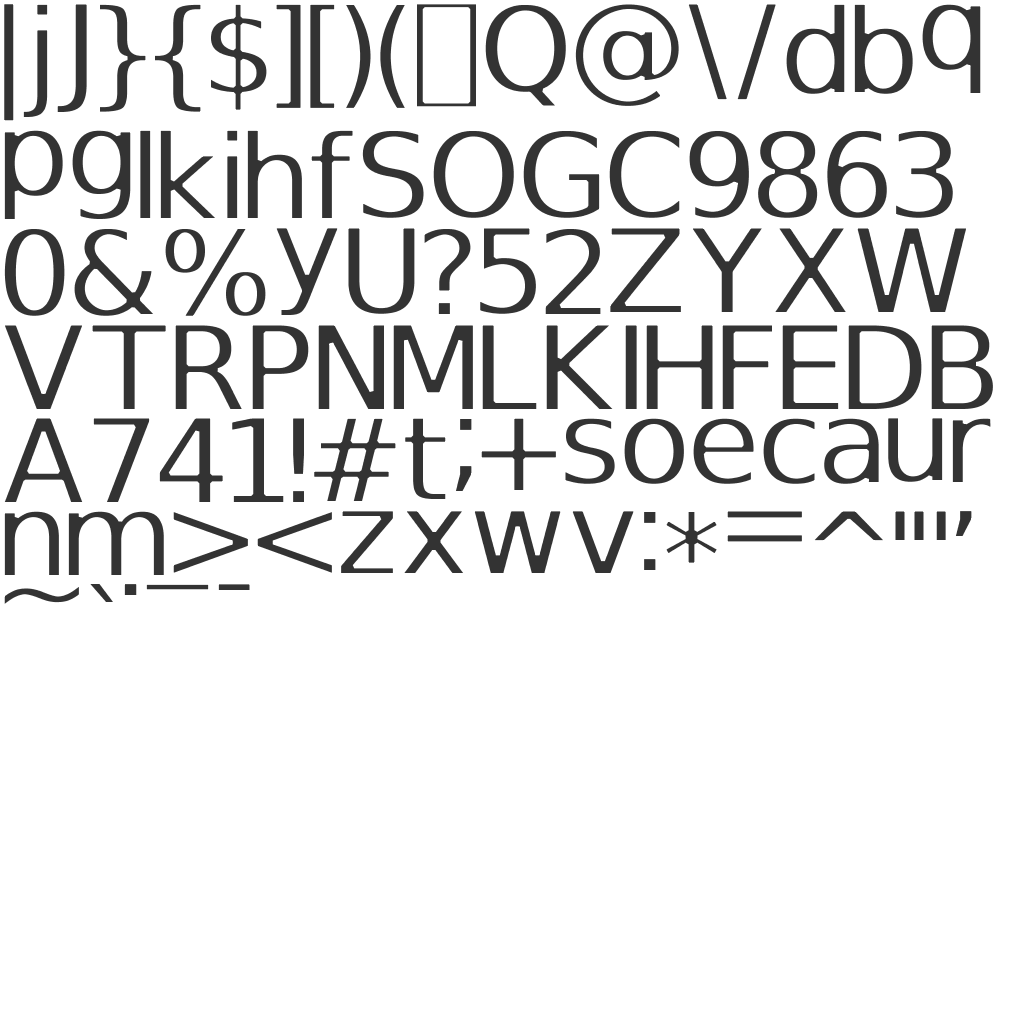 |jJ}{$][)(□Q@\/dbq
pglkihfSOGC9863
0&%yU?52ZYXW
VTRPNMLKIHFEDB
A741!#t;+soecaur
nm><zxwv:*=^"'’
~`._-